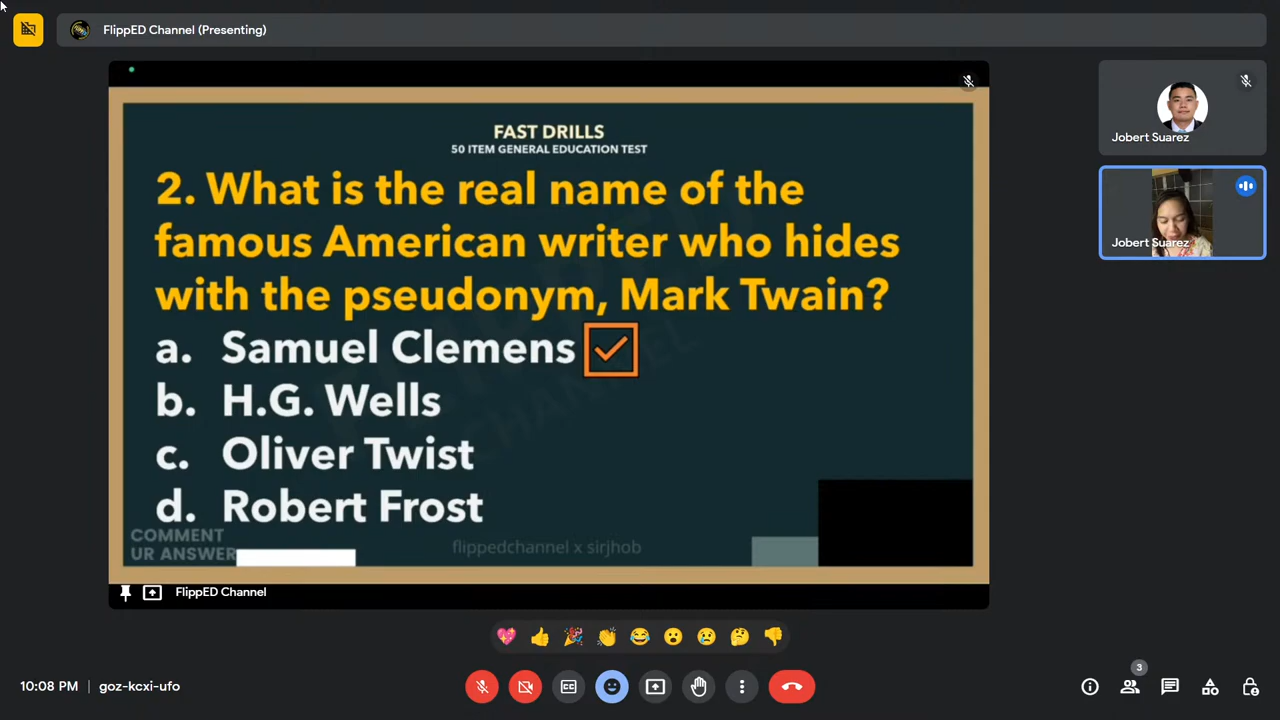 FlippED Channel (Presenting)
FAST DRILLS
50 ITEM GENERAL EDUCATION TEST
2. What is the real name of the
famous American writer who hides
with the pseudonym, Mark Twain?
a. Samuel Clemens
b. H.G. Wells
c. Oliver Twist
d. Robert Frost
COMMENT
UR ANSWER
flippedchannel x sirjhob
FlippED Channel
Jobert Suarez
Jobert Suarez
10:08 PM | goz-kcxi-ufo
3